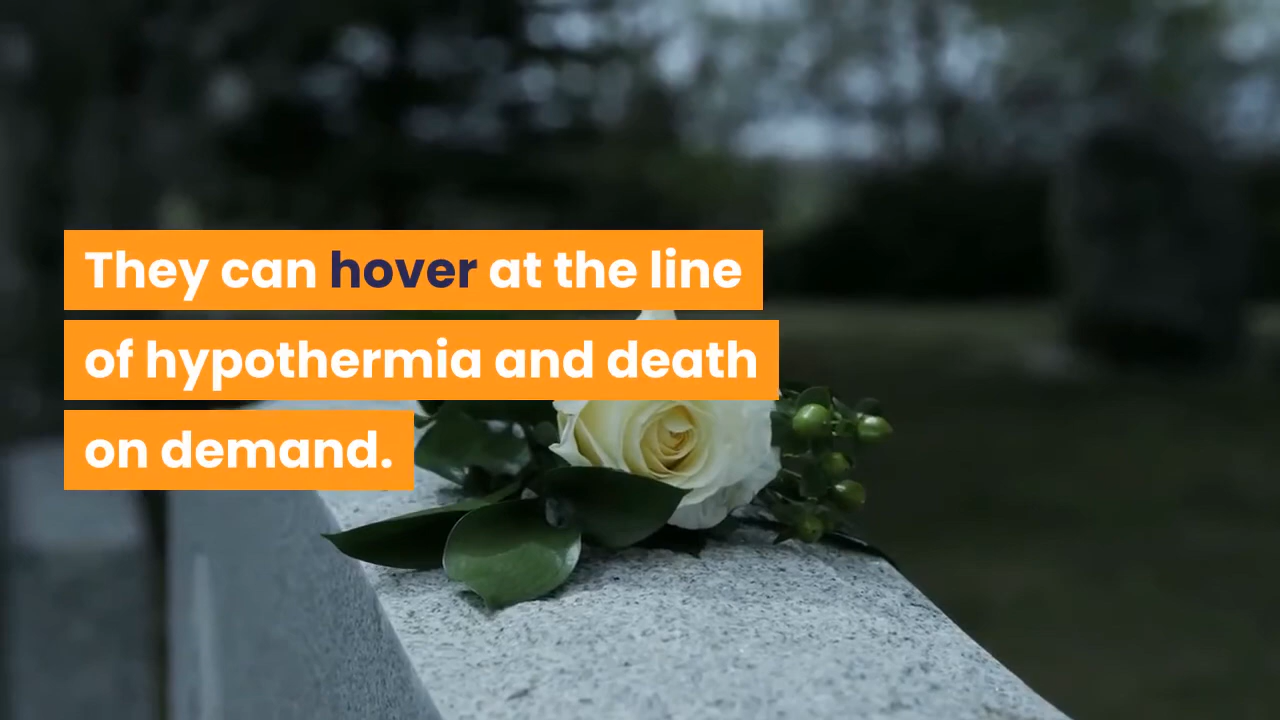 They can hover at the line
of hypothermia and death
on demand.